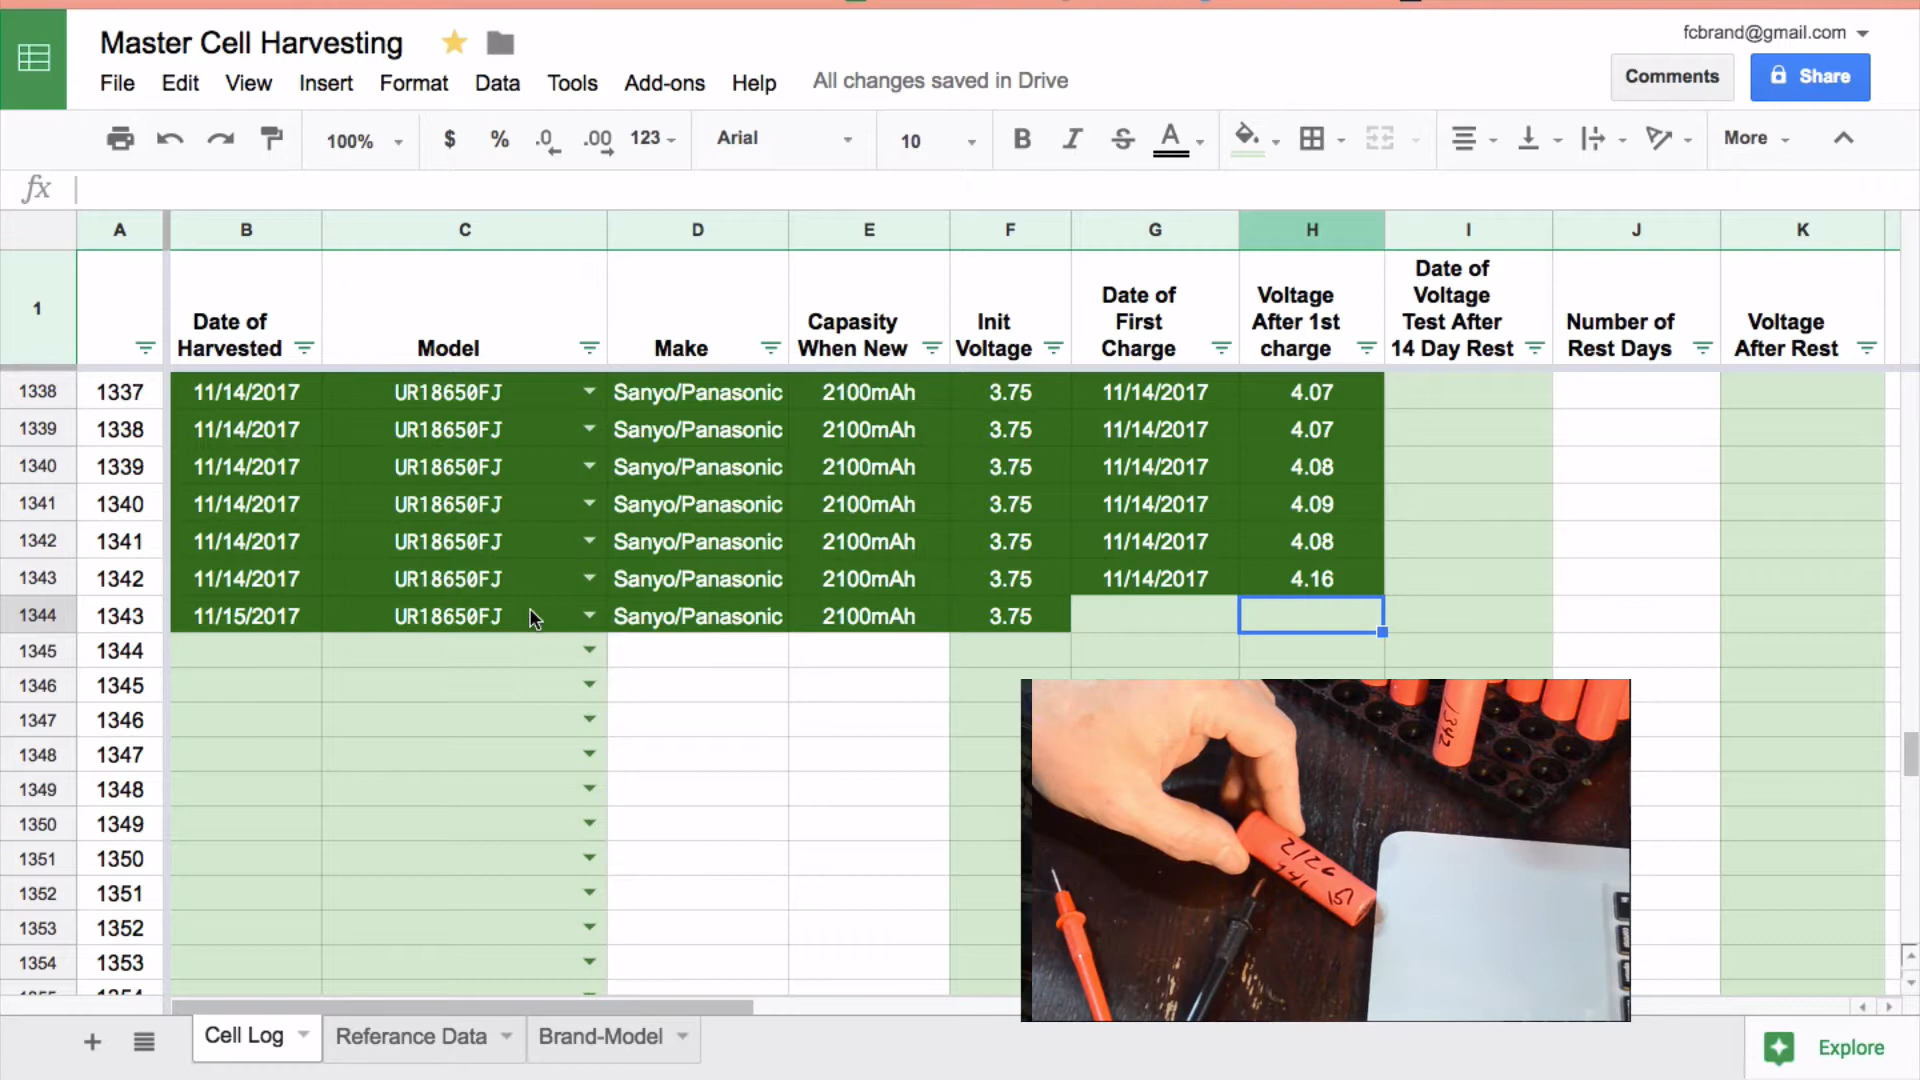 Master Cell Harvesting
fcbrand@gmail.com
File Edit View Insert Format Data Tools Add-ons Help All changes saved in Drive
Comments
Share
100% $ % .0 .00 123 Arial 10 B I S A More
fx
A B C D E F G H I J K
1 Date of Harvested Model Make Capasity When New Init Voltage Date of First Charge Voltage After 1st charge Date of Voltage Test After 14 Day Rest Number of Rest Days Voltage After Rest
1338 1337 11/14/2017 UR18650FJ Sanyo/Panasonic 2100mAh 3.75 11/14/2017 4.07
1339 1338 11/14/2017 UR18650FJ Sanyo/Panasonic 2100mAh 3.75 11/14/2017 4.07
1340 1339 11/14/2017 UR18650FJ Sanyo/Panasonic 2100mAh 3.75 11/14/2017 4.08
1341 1340 11/14/2017 UR18650FJ Sanyo/Panasonic 2100mAh 3.75 11/14/2017 4.09
1342 1341 11/14/2017 UR18650FJ Sanyo/Panasonic 2100mAh 3.75 11/14/2017 4.08
1343 1342 11/14/2017 UR18650FJ Sanyo/Panasonic 2100mAh 3.75 11/14/2017 4.16
1344 1343 11/15/2017 UR18650FJ Sanyo/Panasonic 2100mAh 3.75
1345 1344
1346 1345
1347 1346
1348 1347
1349 1348
1350 1349
1351 1350
1352 1351
1353 1352
1354 1353
1342
Cell Log Referance Data Brand-Model
Explore